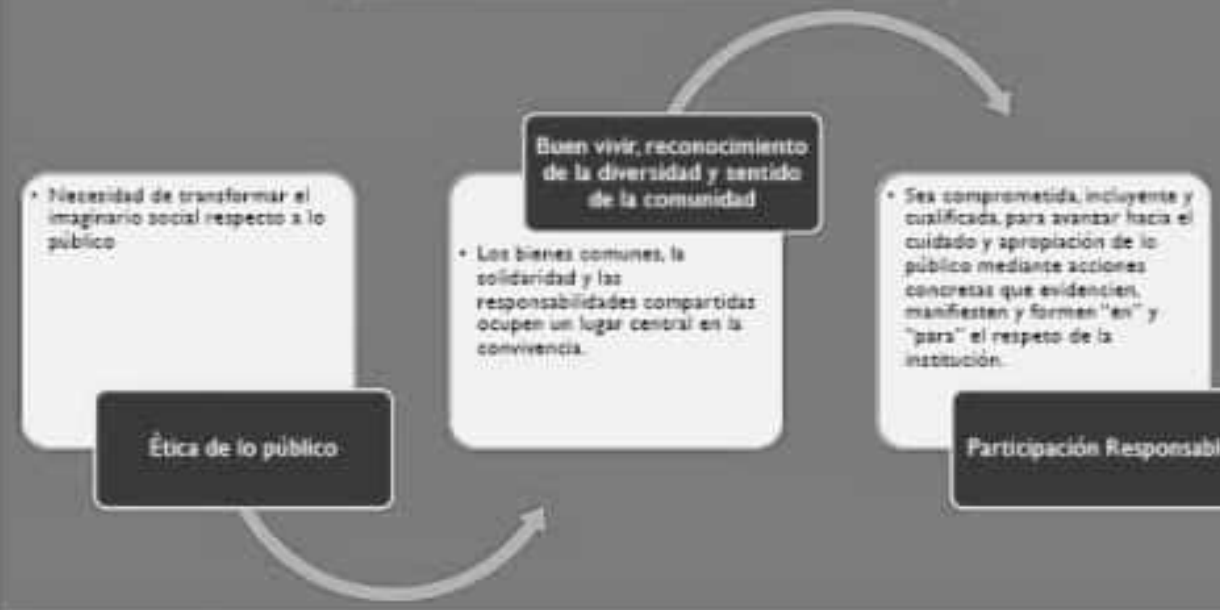 • Necesidad de transformar el
imaginario social respecto a lo
público
Ética de lo público
Buen vivir, reconocimiento
de la diversidad y sentido
de la comunidad
• Los bienes comunes, la
solidaridad y las
responsabilidades compartidas
ocupen un lugar central en la
convivencia.
• Sea comprometida, incluyente y
cualificada, para avanzar hacia el
cuidado y apropiación de lo
público mediante acciones
concretas que evidencien,
manifiesten y formen "en" y
"para" el respeto de la
institución.
Participación Responsabl